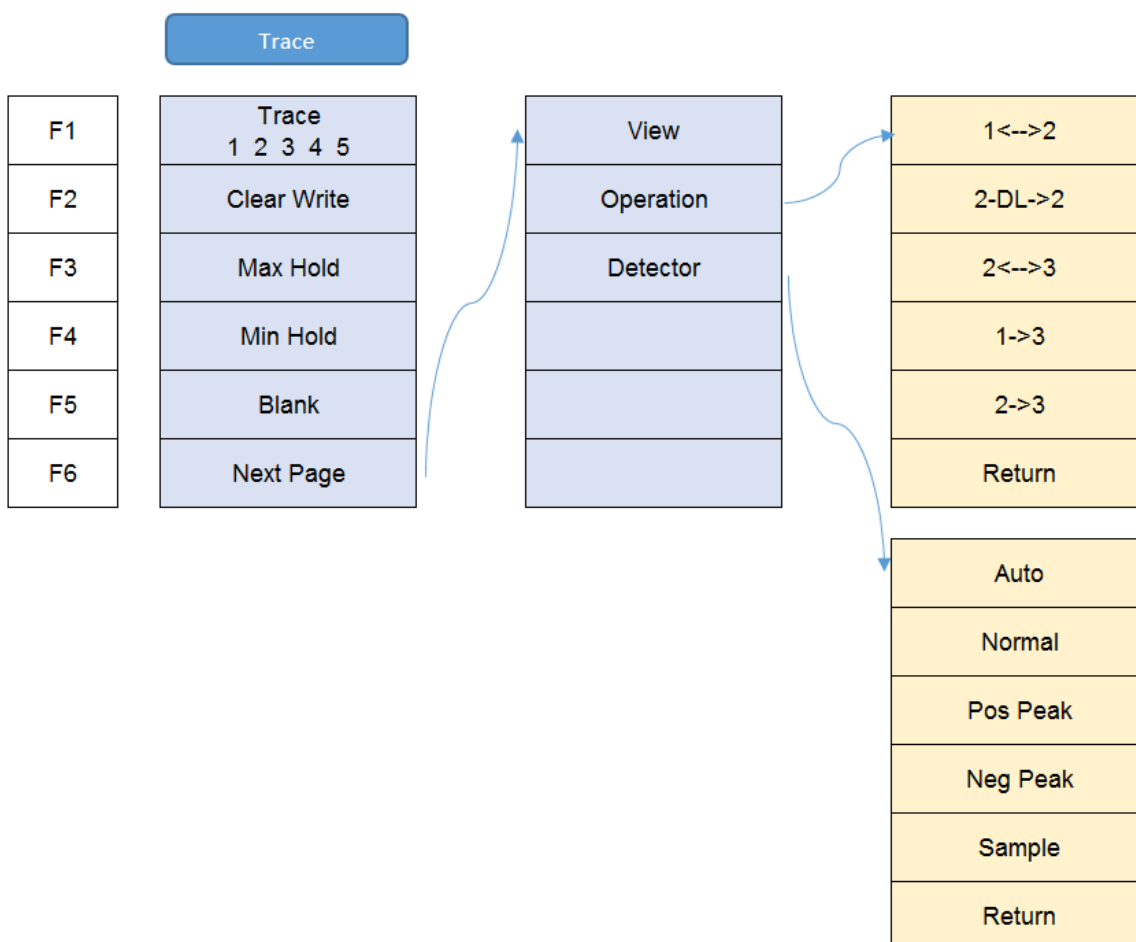 Trace
F1
F2
F3
F4
F5
F6
Trace
1 2 3 4 5
Clear Write
Max Hold
Min Hold
Blank
Next Page
View
Operation
Detector
1<-->2
2-DL->2
2<-->3
1->3
2->3
Return
Auto
Normal
Pos Peak
Neg Peak
Sample
Return